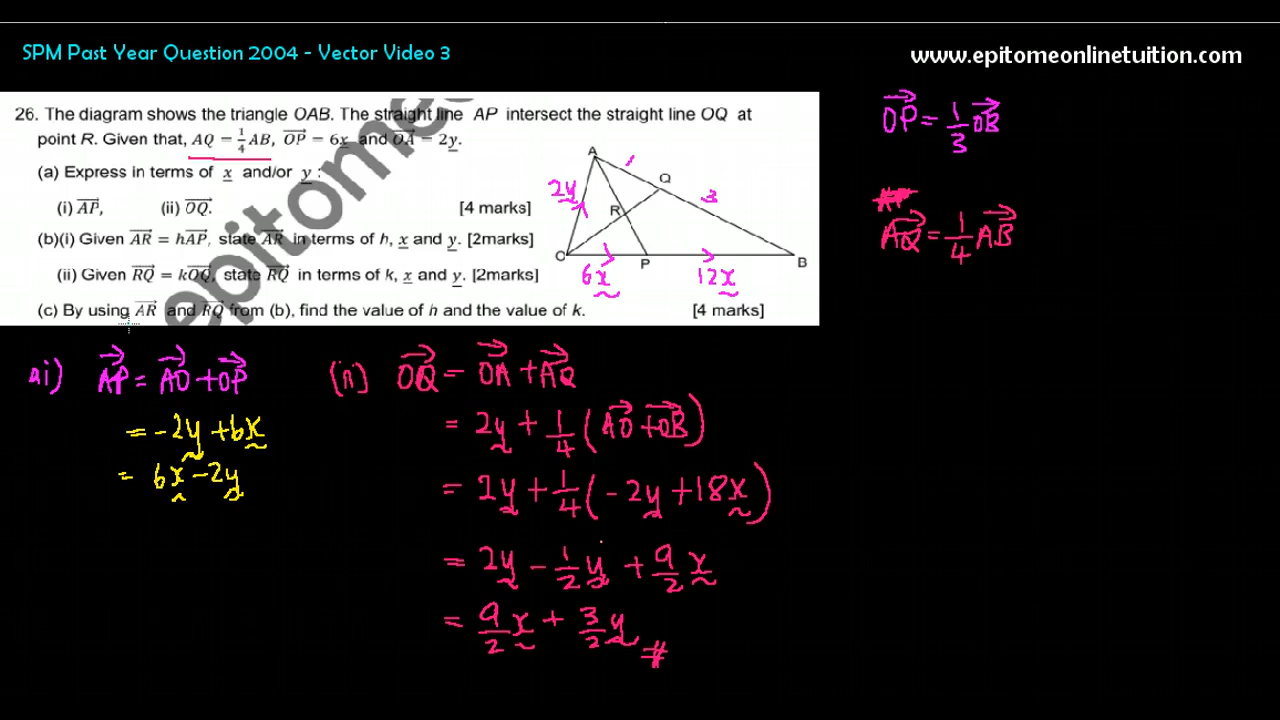 SPM Past Year Question 2004 - Vector Video 3
www.epitomeonlinetuition.com
26. The diagram shows the triangle OAB. The straight line AP intersect the straight line OQ at
point R. Given that, AQ = 1/4 AB, OP⃗ = 6x̲ and OA⃗ = 2y̲.
(a) Express in terms of x̲ and/or y̲ :
(i) AP⃗, (ii) OQ⃗. [4 marks]
(b)(i) Given AR⃗ = hAP⃗, state AR⃗ in terms of h, x̲ and y̲. [2marks]
(ii) Given RQ⃗ = kOQ⃗, state RQ⃗ in terms of k, x̲ and y̲. [2marks]
(c) By using AR⃗ and RQ⃗ from (b), find the value of h and the value of k. [4 marks]
epitome
A
1
Q
2y
3
R
O
P
B
6x
12x
OP⃗ = 1/3 OB⃗
AQ⃗ = 1/4 AB⃗
ai) AP⃗ = AO⃗ + OP⃗
= -2y + 6x
= 6x - 2y
(ii) OQ⃗ = OA⃗ + AQ⃗
= 2y + 1/4 (AO⃗ + OB⃗)
= 2y + 1/4 (-2y + 18x)
= 2y - 1/2 y + 9/2 x
= 9/2 x + 3/2 y #